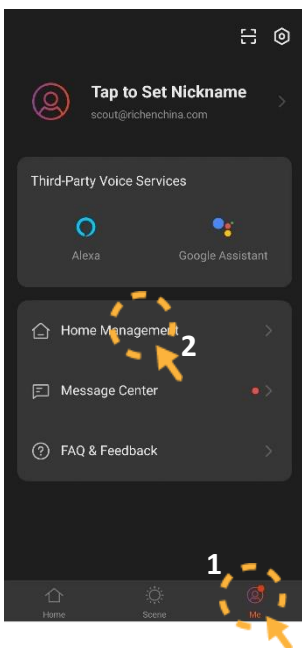 Tap to Set Nickname
scout@richenchina.com
Third-Party Voice Services
Alexa Google Assistant
Home Management
2
Message Center
FAQ & Feedback
1
Home Scene Me